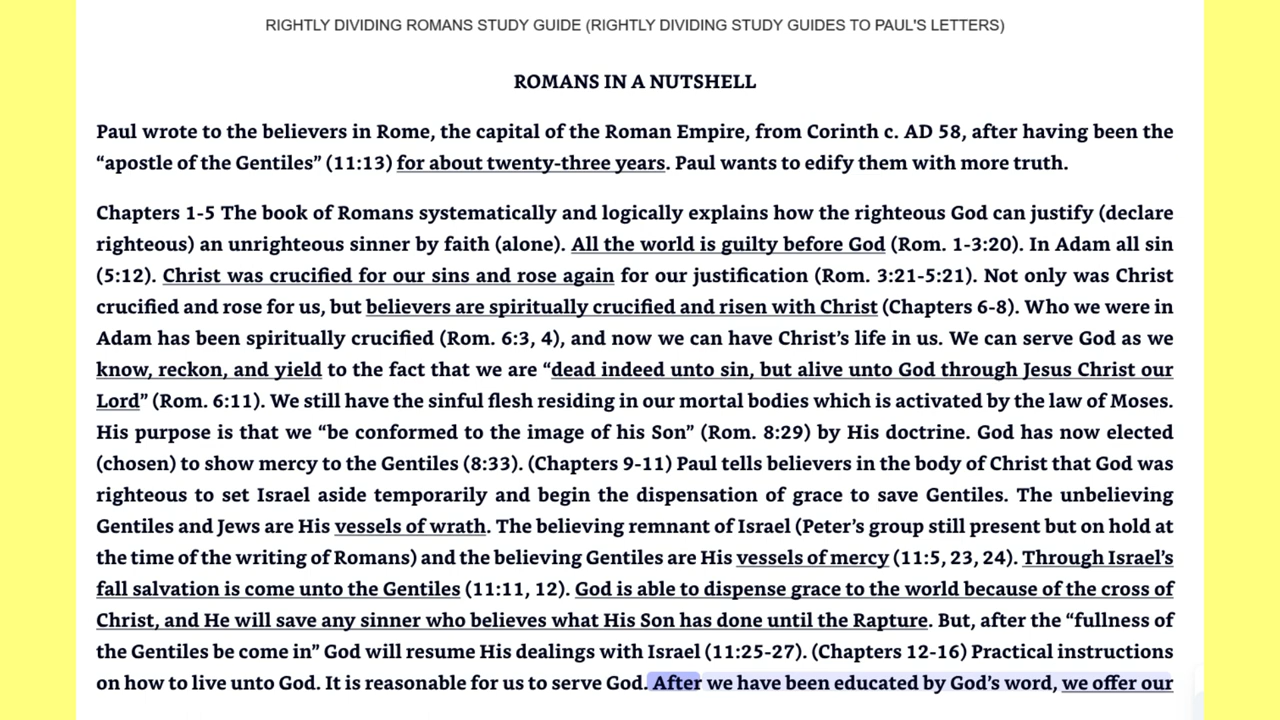 RIGHTLY DIVIDING ROMANS STUDY GUIDE (RIGHTLY DIVIDING STUDY GUIDES TO PAUL'S LETTERS)
ROMANS IN A NUTSHELL
Paul wrote to the believers in Rome, the capital of the Roman Empire, from Corinth c. AD 58, after having been the
“apostle of the Gentiles” (11:13) for about twenty-three years. Paul wants to edify them with more truth.
Chapters 1-5 The book of Romans systematically and logically explains how the righteous God can justify (declare
righteous) an unrighteous sinner by faith (alone). All the world is guilty before God (Rom. 1-3:20). In Adam all sin
(5:12). Christ was crucified for our sins and rose again for our justification (Rom. 3:21-5:21). Not only was Christ
crucified and rose for us, but believers are spiritually crucified and risen with Christ (Chapters 6-8). Who we were in
Adam has been spiritually crucified (Rom. 6:3, 4), and now we can have Christ’s life in us. We can serve God as we
know, reckon, and yield to the fact that we are “dead indeed unto sin, but alive unto God through Jesus Christ our
Lord” (Rom. 6:11). We still have the sinful flesh residing in our mortal bodies which is activated by the law of Moses.
His purpose is that we “be conformed to the image of his Son” (Rom. 8:29) by His doctrine. God has now elected
(chosen) to show mercy to the Gentiles (8:33). (Chapters 9-11) Paul tells believers in the body of Christ that God was
righteous to set Israel aside temporarily and begin the dispensation of grace to save Gentiles. The unbelieving
Gentiles and Jews are His vessels of wrath. The believing remnant of Israel (Peter’s group still present but on hold at
the time of the writing of Romans) and the believing Gentiles are His vessels of mercy (11:5, 23, 24). Through Israel’s
fall salvation is come unto the Gentiles (11:11, 12). God is able to dispense grace to the world because of the cross of
Christ, and He will save any sinner who believes what His Son has done until the Rapture. But, after the “fullness of
the Gentiles be come in” God will resume His dealings with Israel (11:25-27). (Chapters 12-16) Practical instructions
on how to live unto God. It is reasonable for us to serve God. After we have been educated by God’s word, we offer our